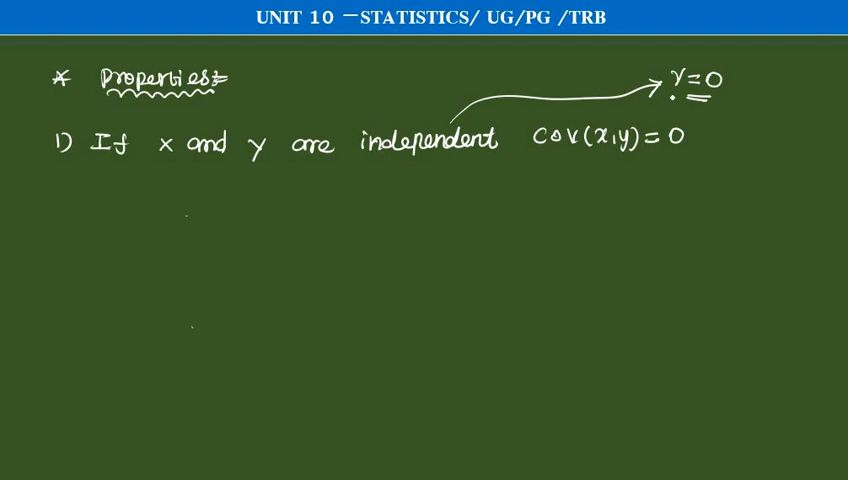 UNIT 10 – STATISTICS/ UG/PG /TRB
* Properties:
r=0
1) If x and y are independent cov(x,y)=0